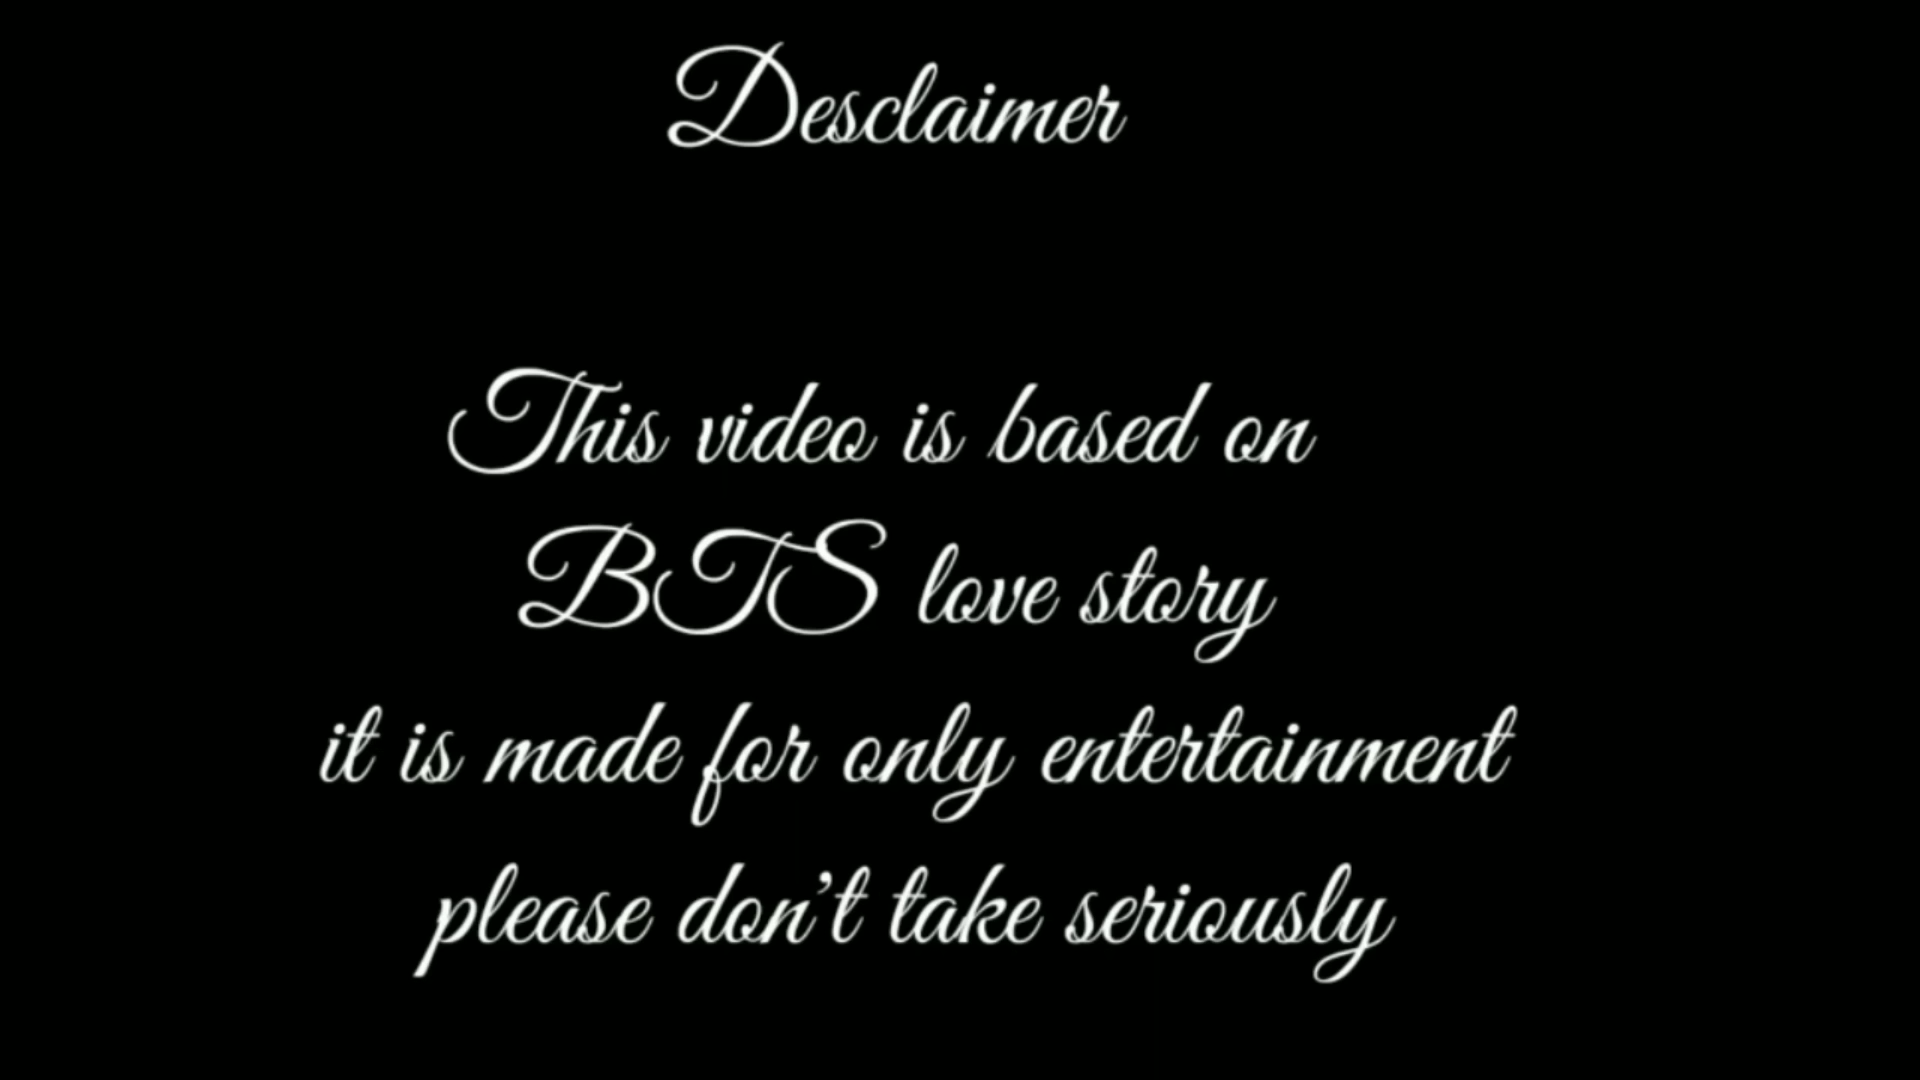 Desclaimer
This video is based on
BTS love story
it is made for only entertainment
please don't take seriously